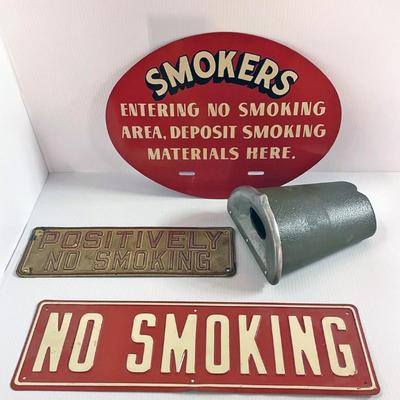 SMOKERS
ENTERING NO SMOKING
AREA, DEPOSIT SMOKING
MATERIALS HERE.
POSITIVELY
NO SMOKING
NO SMOKING